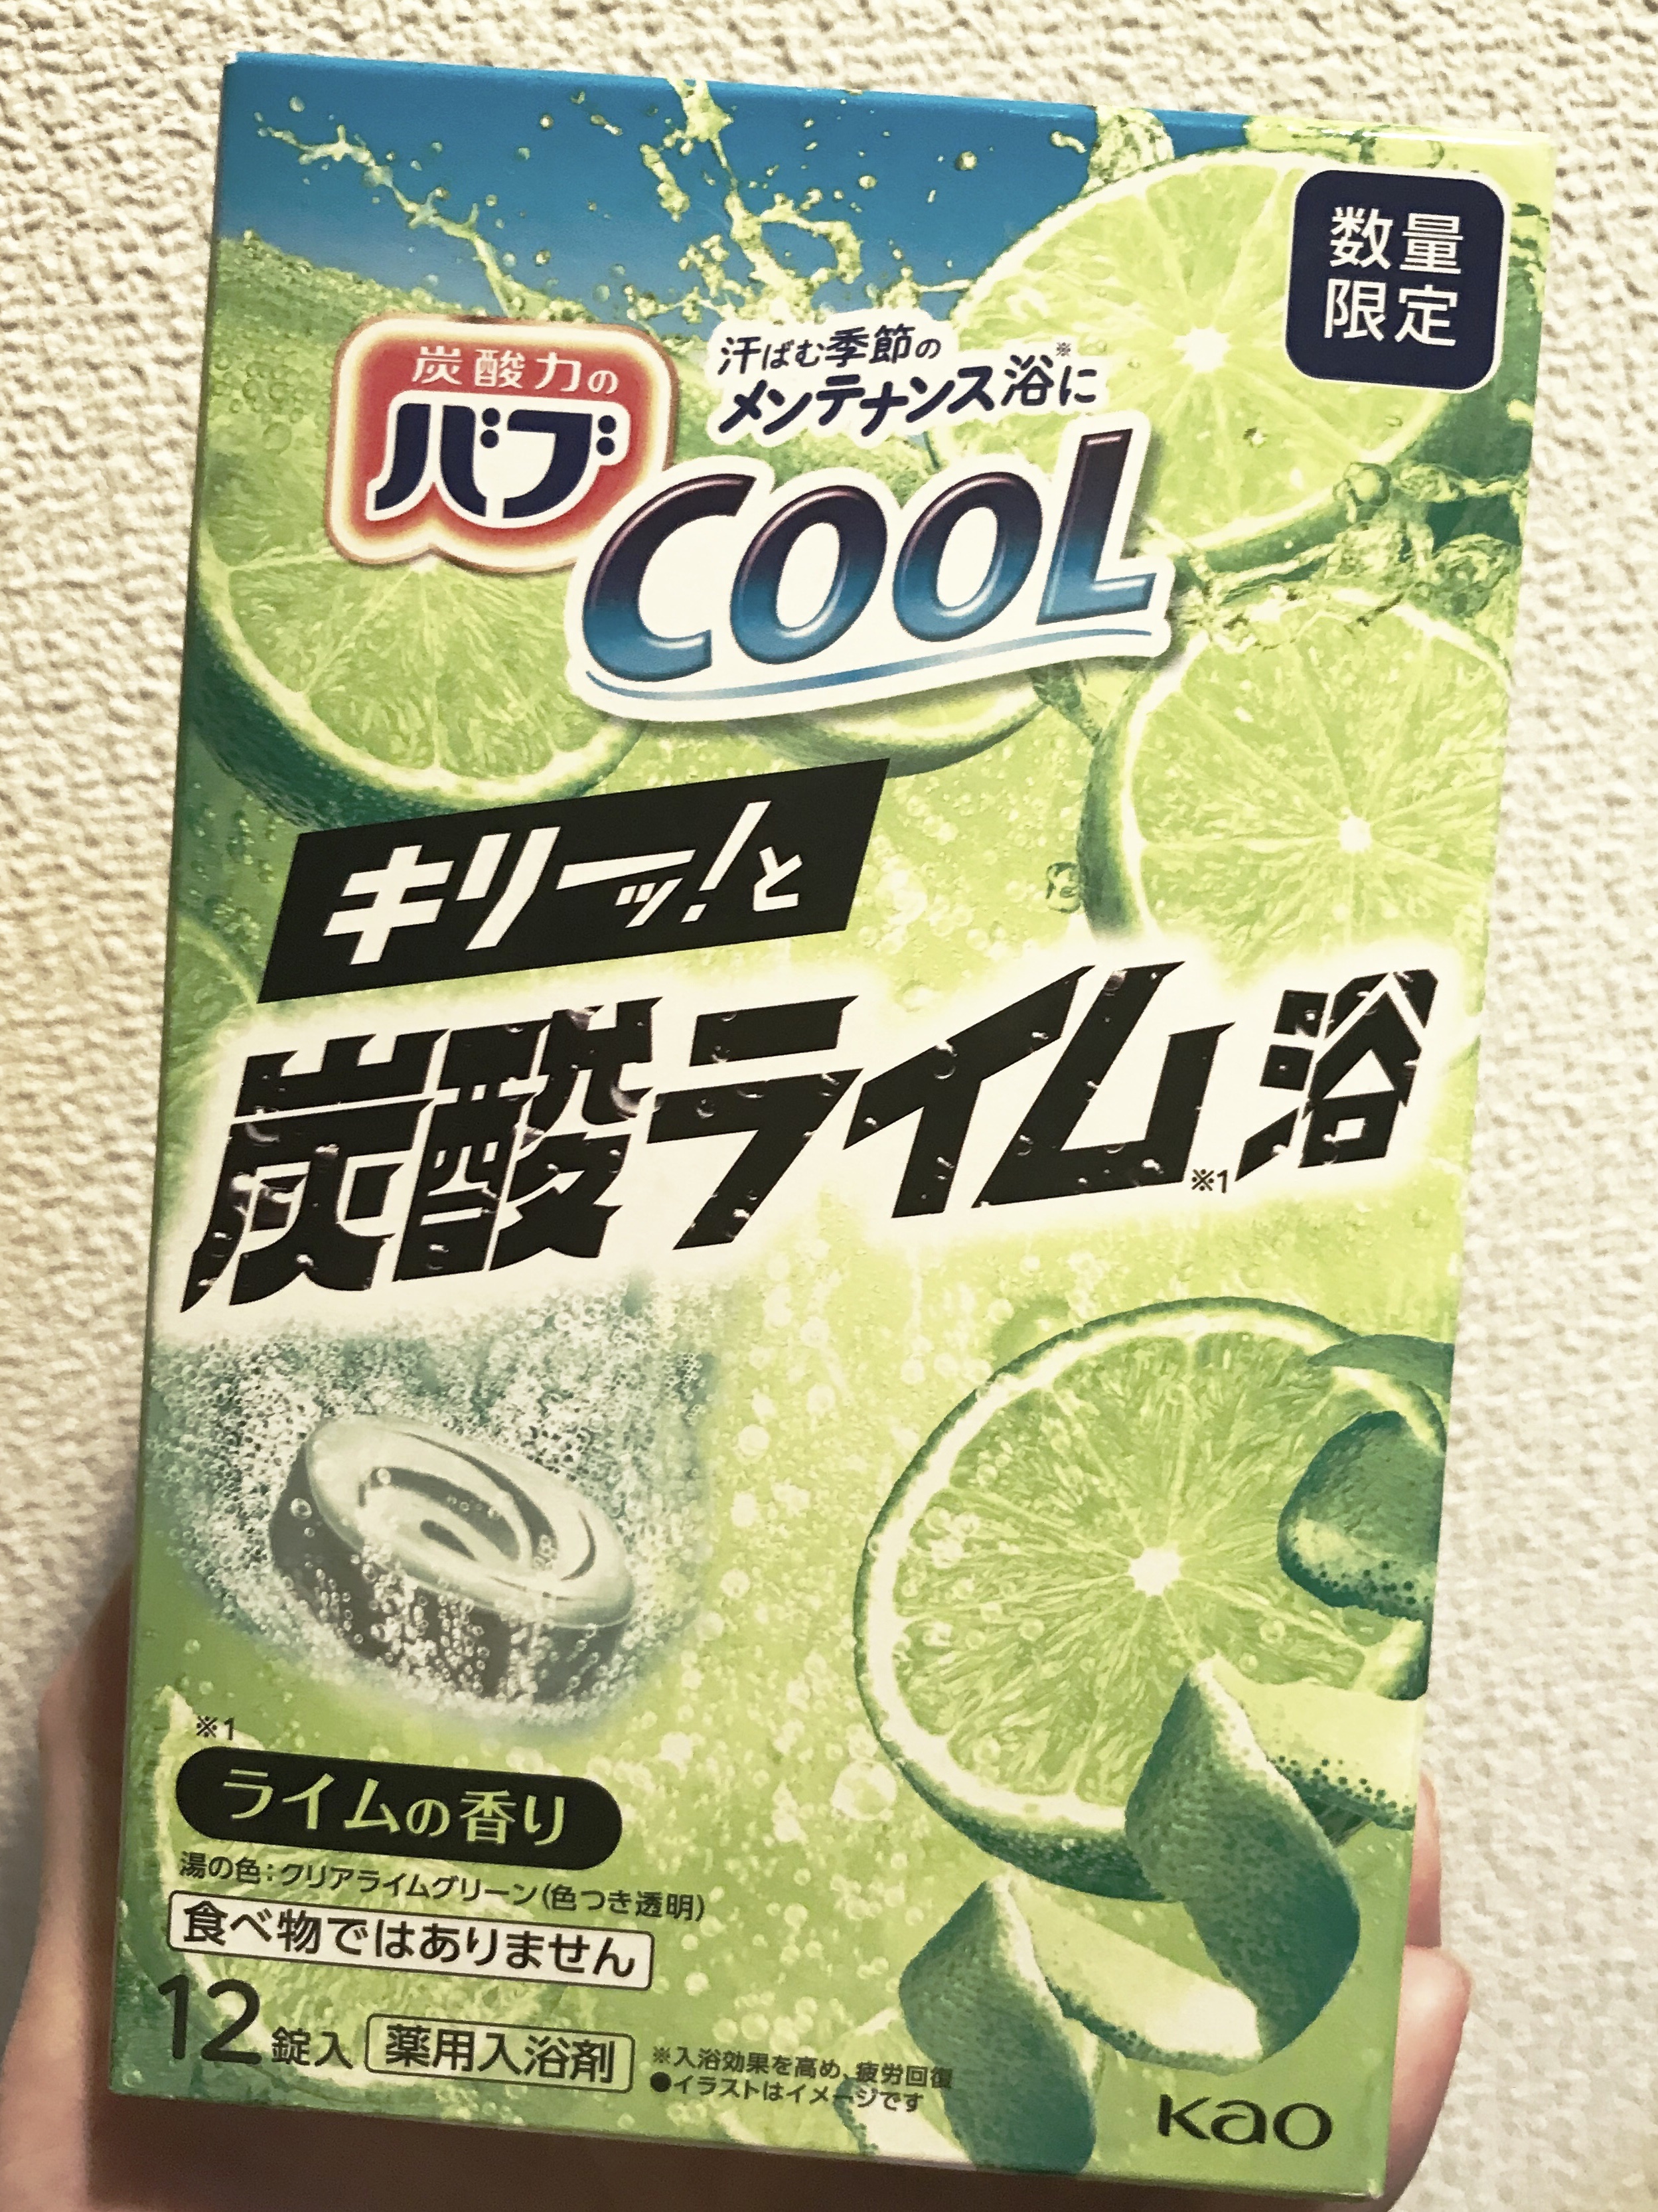 数量
限定
炭酸力の
バブ
汗ばむ季節の
メンテナンス浴に※
COOL
キリーッ!と
炭酸ライム※1浴
※1
ライムの香り
湯の色:クリアライムグリーン(色つき透明)
食べ物ではありません
12錠入 薬用入浴剤
※入浴効果を高め、疲労回復
●イラストはイメージです
Kao